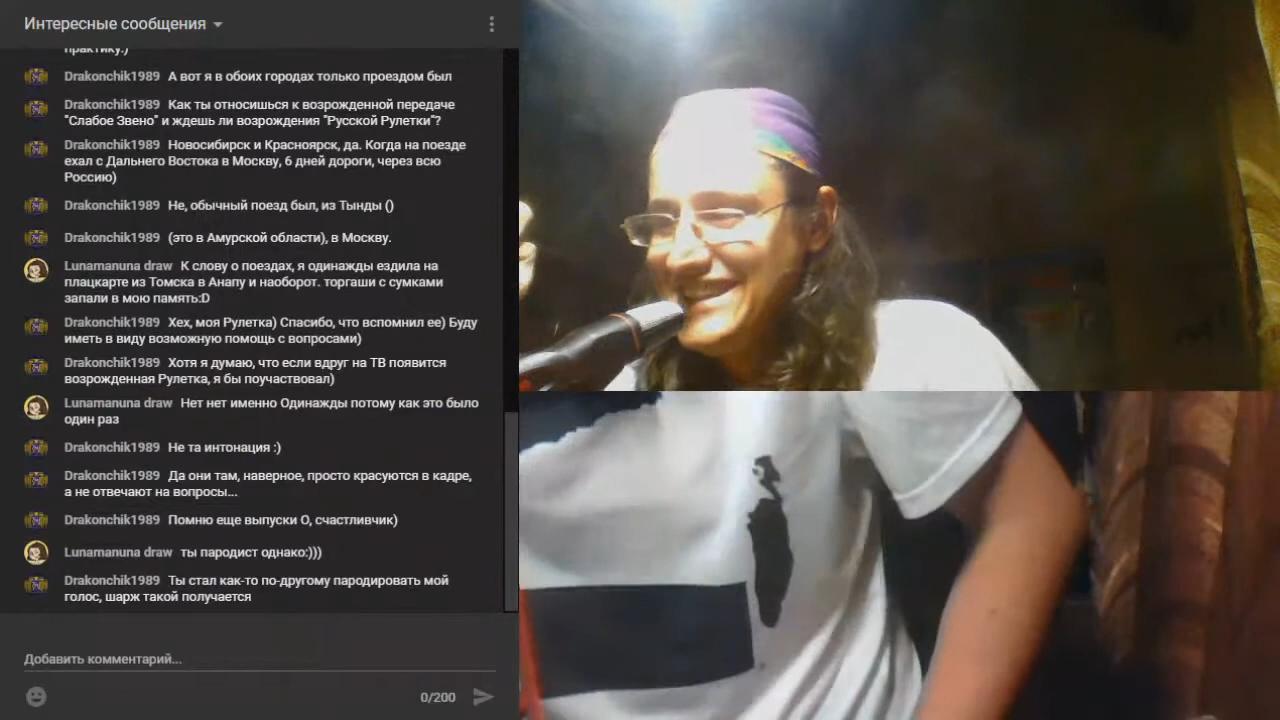 Интересные сообщения
практику.)
Drakonchik1989 А вот я в обоих городах только проездом был
Drakonchik1989 Как ты относишься к возрожденной передаче
"Слабое Звено" и ждешь ли возрождения "Русской Рулетки"?
Drakonchik1989 Новосибирск и Красноярск, да. Когда на поезде
ехал с Дальнего Востока в Москву, 6 дней дороги, через всю
Россию)
Drakonchik1989 Не, обычный поезд был, из Тынды ()
Drakonchik1989 (это в Амурской области), в Москву.
Lunamanuna draw К слову о поездах, я одинажды ездила на
плацкарте из Томска в Анапу и наоборот. торгаши с сумками
запали в мою память:D
Drakonchik1989 Хех, моя Рулетка) Спасибо, что вспомнил ее) Буду
иметь в виду возможную помощь с вопросами)
Drakonchik1989 Хотя я думаю, что если вдруг на ТВ появится
возрожденная Рулетка, я бы поучаствовал)
Lunamanuna draw Нет нет именно Одинажды потому как это было
один раз
Drakonchik1989 Не та интонация :)
Drakonchik1989 Да они там, наверное, просто красуются в кадре,
а не отвечают на вопросы...
Drakonchik1989 Помню еще выпуски О, счастливчик)
Lunamanuna draw ты пародист однако:)))
Drakonchik1989 Ты стал как-то по-другому пародировать мой
голос, шарж такой получается
Добавить комментарий...
0/200